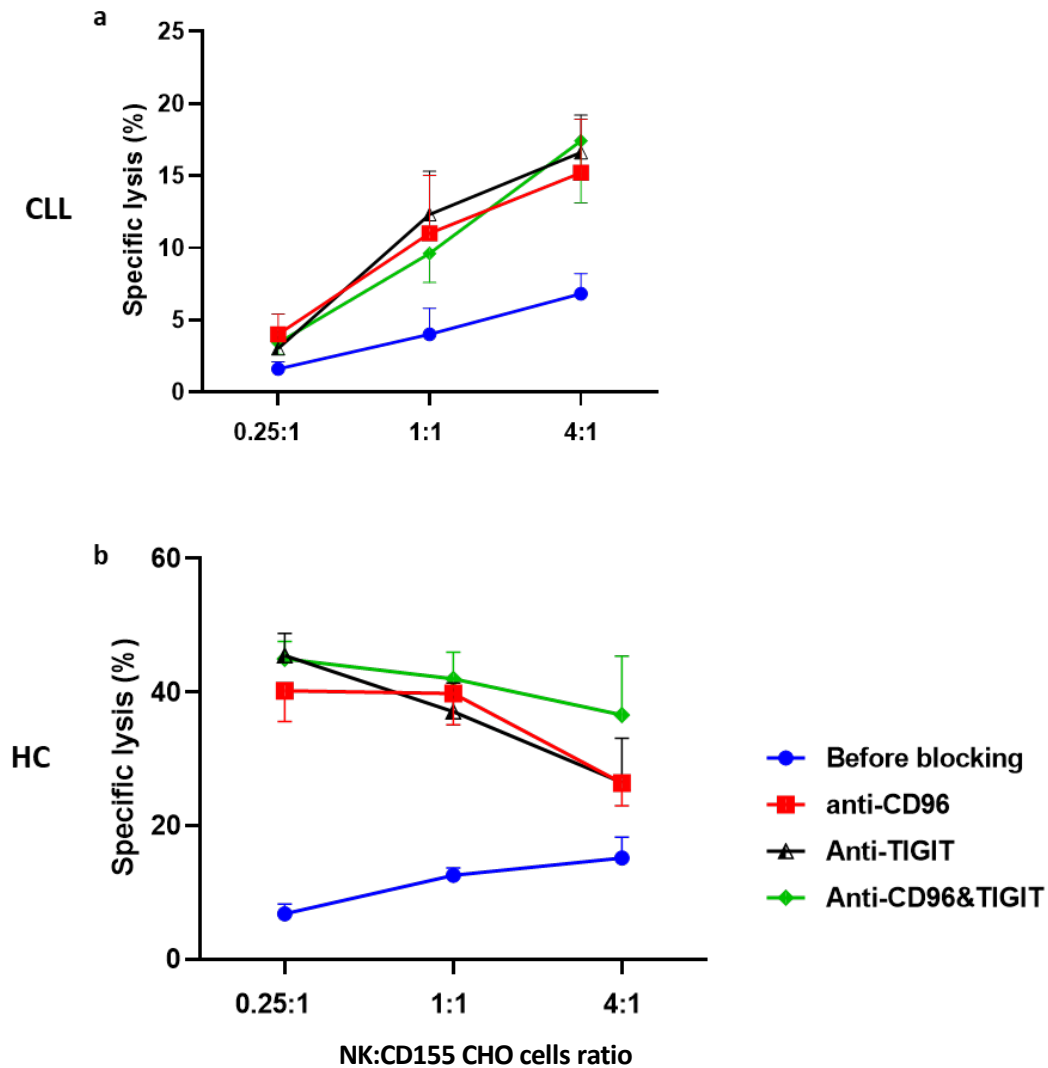 a
25
20
15
10
5
0
Specific lysis (%)
CLL
0.25:1 1:1 4:1
b
60
40
20
0
Specific lysis (%)
HC
0.25:1 1:1 4:1
NK:CD155 CHO cells ratio
Before blocking
anti-CD96
Anti-TIGIT
Anti-CD96&TIGIT